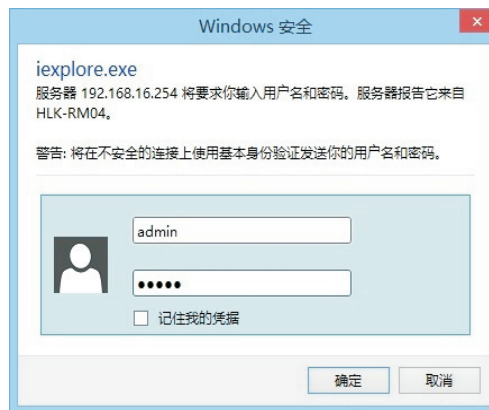 Windows 安全
iexplore.exe
服务器 192.168.16.254 将要求你输入用户名和密码。服务器报告它来自
HLK-RM04。
警告: 将在不安全的连接上使用基本身份验证发送你的用户名和密码。
admin
●●●●●
记住我的凭据
确定
取消